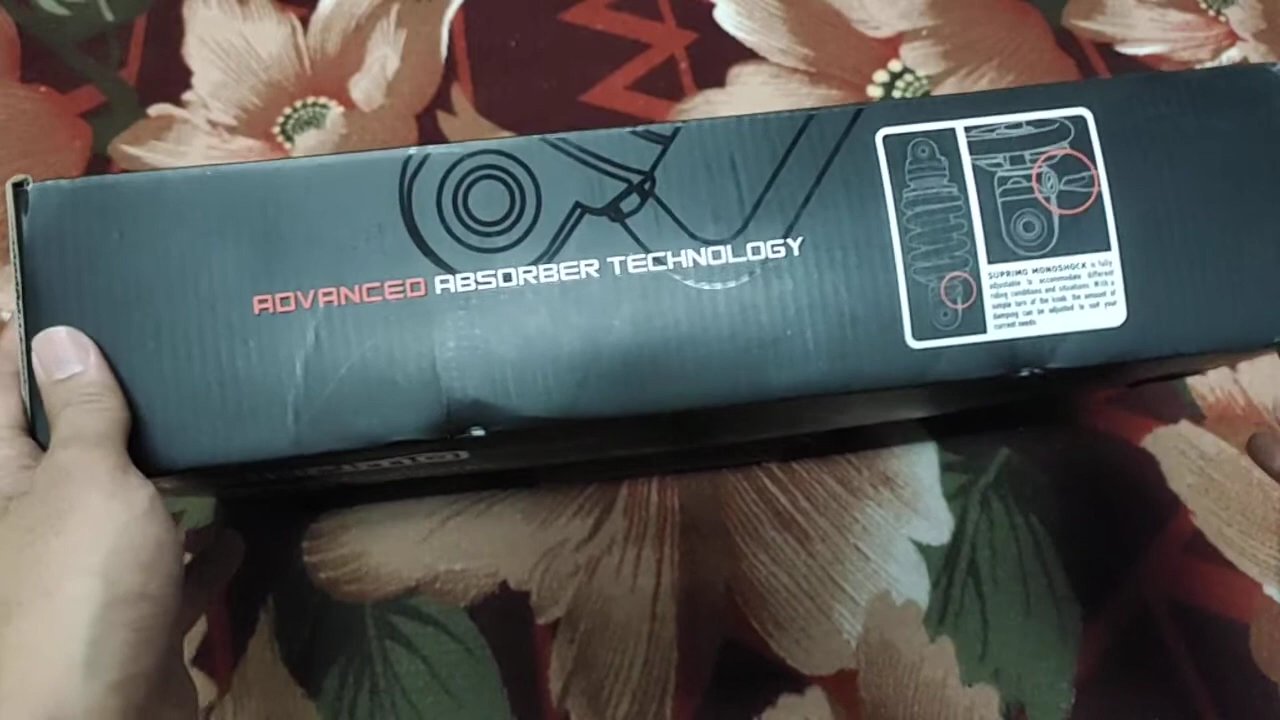 ADVANCED ABSORBER TECHNOLOGY
SUPRIMO MONOSHOCK is fully
adjustable to accommodate different
riding conditions and situations. With a
simple turn of the knob, the amount of
damping can be adjusted to suit your
current needs.